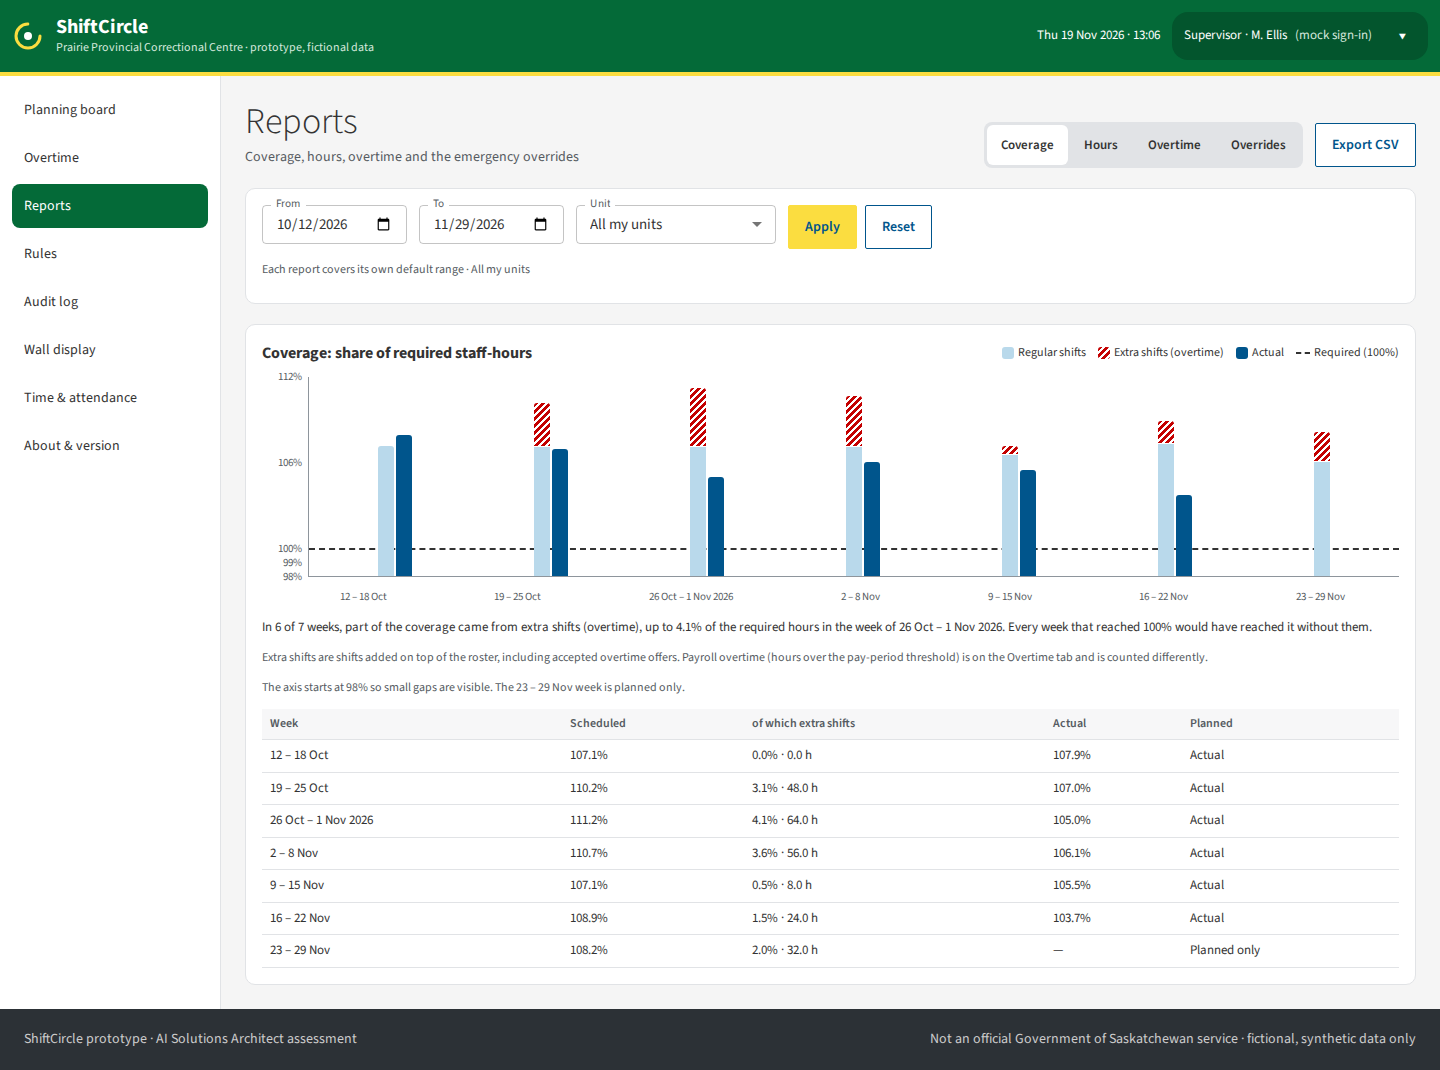 ShiftCircle
Prairie Provincial Correctional Centre · prototype, fictional data
Thu 19 Nov 2026 · 13:06
Supervisor · M. Ellis (mock sign-in)
Planning board
Overtime
Reports
Rules
Audit log
Wall display
Time & attendance
About & version
Reports
Coverage, hours, overtime and the emergency overrides
Coverage Hours Overtime Overrides
Export CSV
From
10/12/2026
To
11/29/2026
Unit
All my units
Apply
Reset
Each report covers its own default range · All my units
Coverage: share of required staff-hours
Regular shifts Extra shifts (overtime) Actual Required (100%)
112%
106%
100%
99%
98%
12 – 18 Oct 19 – 25 Oct 26 Oct – 1 Nov 2026 2 – 8 Nov 9 – 15 Nov 16 – 22 Nov 23 – 29 Nov
In 6 of 7 weeks, part of the coverage came from extra shifts (overtime), up to 4.1% of the required hours in the week of 26 Oct – 1 Nov 2026. Every week that reached 100% would have reached it without them.
Extra shifts are shifts added on top of the roster, including accepted overtime offers. Payroll overtime (hours over the pay-period threshold) is on the Overtime tab and is counted differently.
The axis starts at 98% so small gaps are visible. The 23 – 29 Nov week is planned only.
Week Scheduled of which extra shifts Actual Planned
12 – 18 Oct 107.1% 0.0% · 0.0 h 107.9% Actual
19 – 25 Oct 110.2% 3.1% · 48.0 h 107.0% Actual
26 Oct – 1 Nov 2026 111.2% 4.1% · 64.0 h 105.0% Actual
2 – 8 Nov 110.7% 3.6% · 56.0 h 106.1% Actual
9 – 15 Nov 107.1% 0.5% · 8.0 h 105.5% Actual
16 – 22 Nov 108.9% 1.5% · 24.0 h 103.7% Actual
23 – 29 Nov 108.2% 2.0% · 32.0 h — Planned only
ShiftCircle prototype · AI Solutions Architect assessment
Not an official Government of Saskatchewan service · fictional, synthetic data only